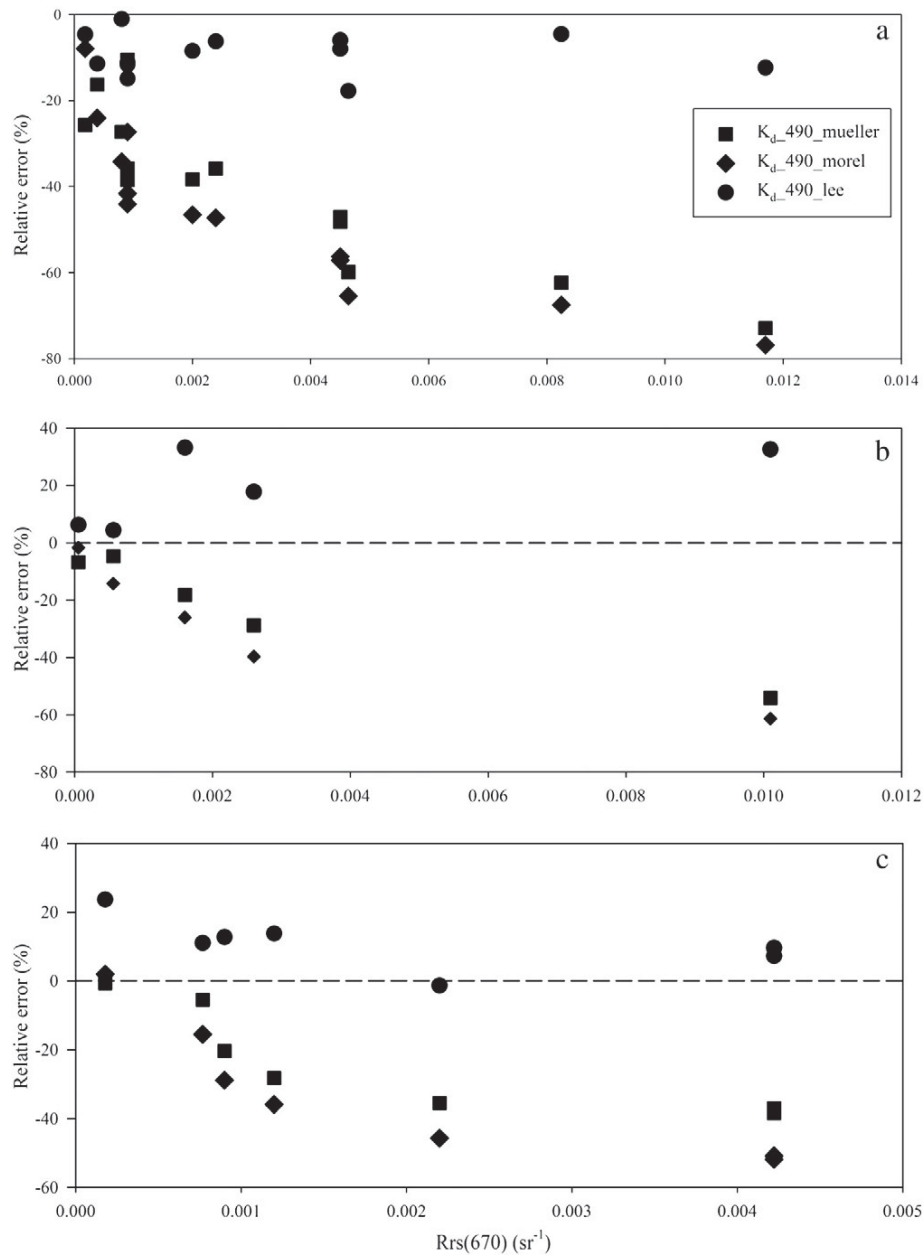 0
-20
-40
-60
-80
Relative error (%)
a
K_d_490_mueller
K_d_490_morel
K_d_490_lee
0.000 0.002 0.004 0.006 0.008 0.010 0.012 0.014
40
20
0
-20
-40
-60
-80
Relative error (%)
b
0.000 0.002 0.004 0.006 0.008 0.010 0.012
40
20
0
-20
-40
-60
Relative error (%)
c
0.000 0.001 0.002 0.003 0.004 0.005
Rrs(670) (sr⁻¹)